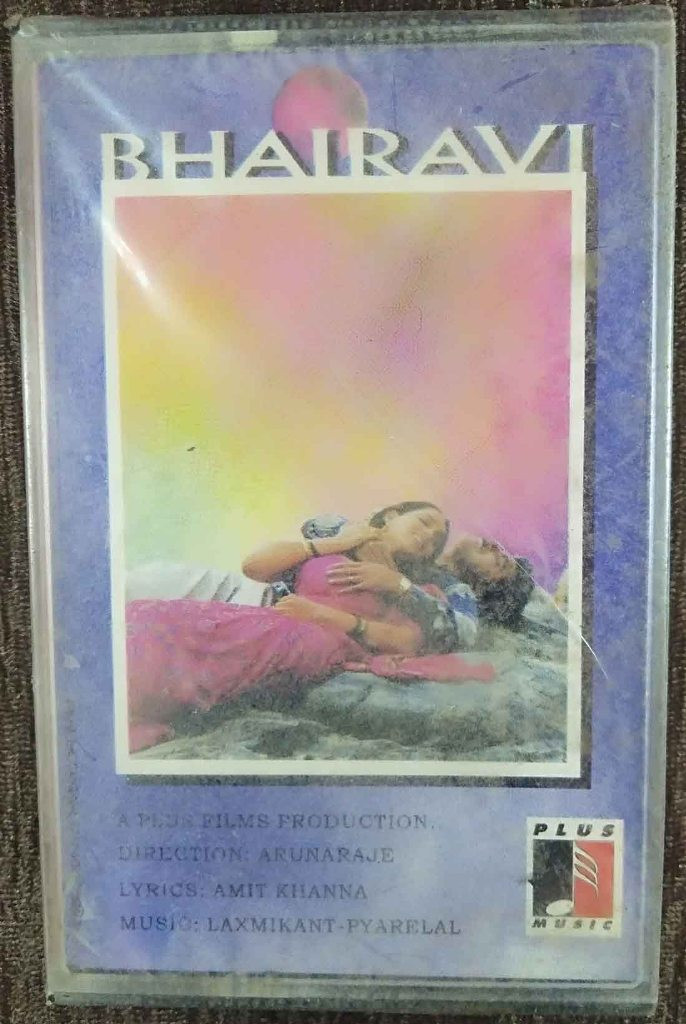 BHAIRAVI
A PLUS FILMS PRODUCTION.
DIRECTION: ARUNARAJE
LYRICS: AMIT KHANNA
MUSIC: LAXMIKANT-PYARELAL
PLUS
MUSIC